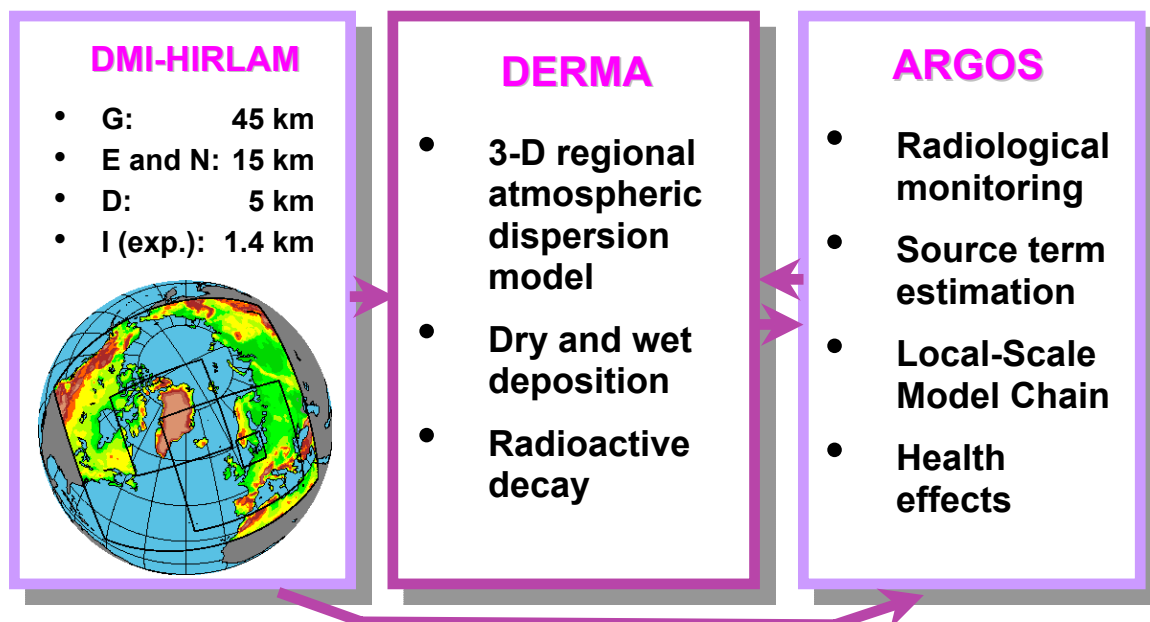 DMI-HIRLAM
• G: 45 km
• E and N: 15 km
• D: 5 km
• I (exp.): 1.4 km
DERMA
• 3-D regional
atmospheric
dispersion
model
• Dry and wet
deposition
• Radioactive
decay
ARGOS
• Radiological
monitoring
• Source term
estimation
• Local-Scale
Model Chain
• Health
effects